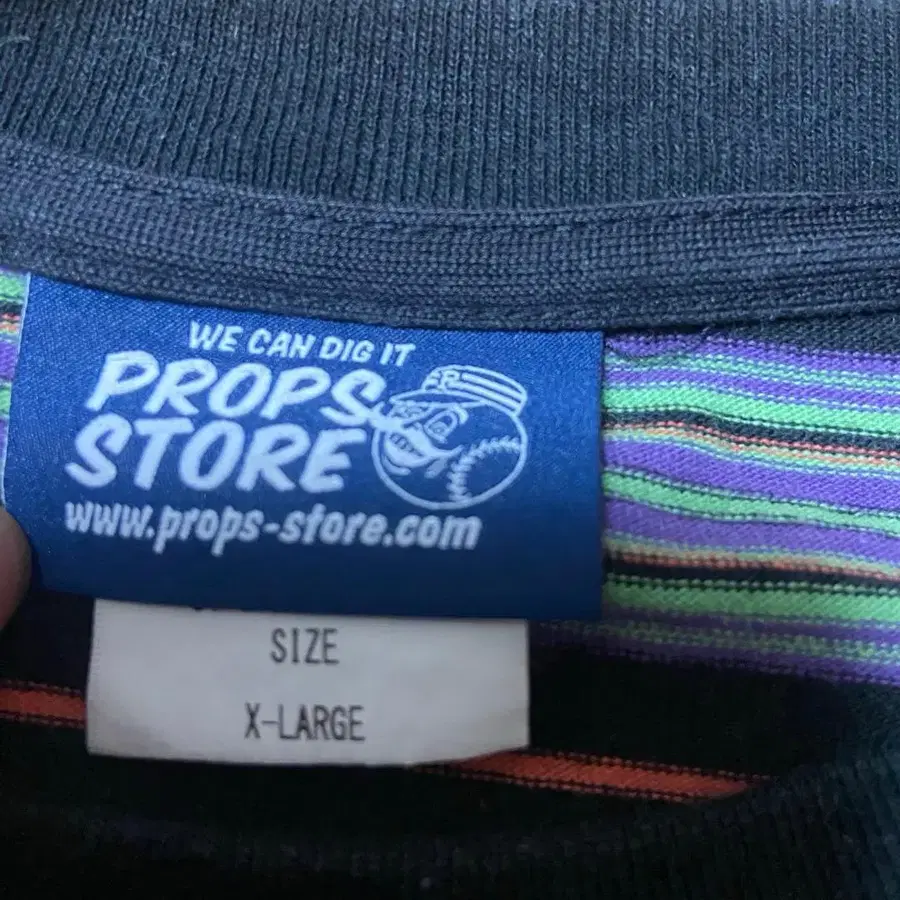 WE CAN DIG IT
PROPS
STORE
www.props-store.com
SIZE
X-LARGE